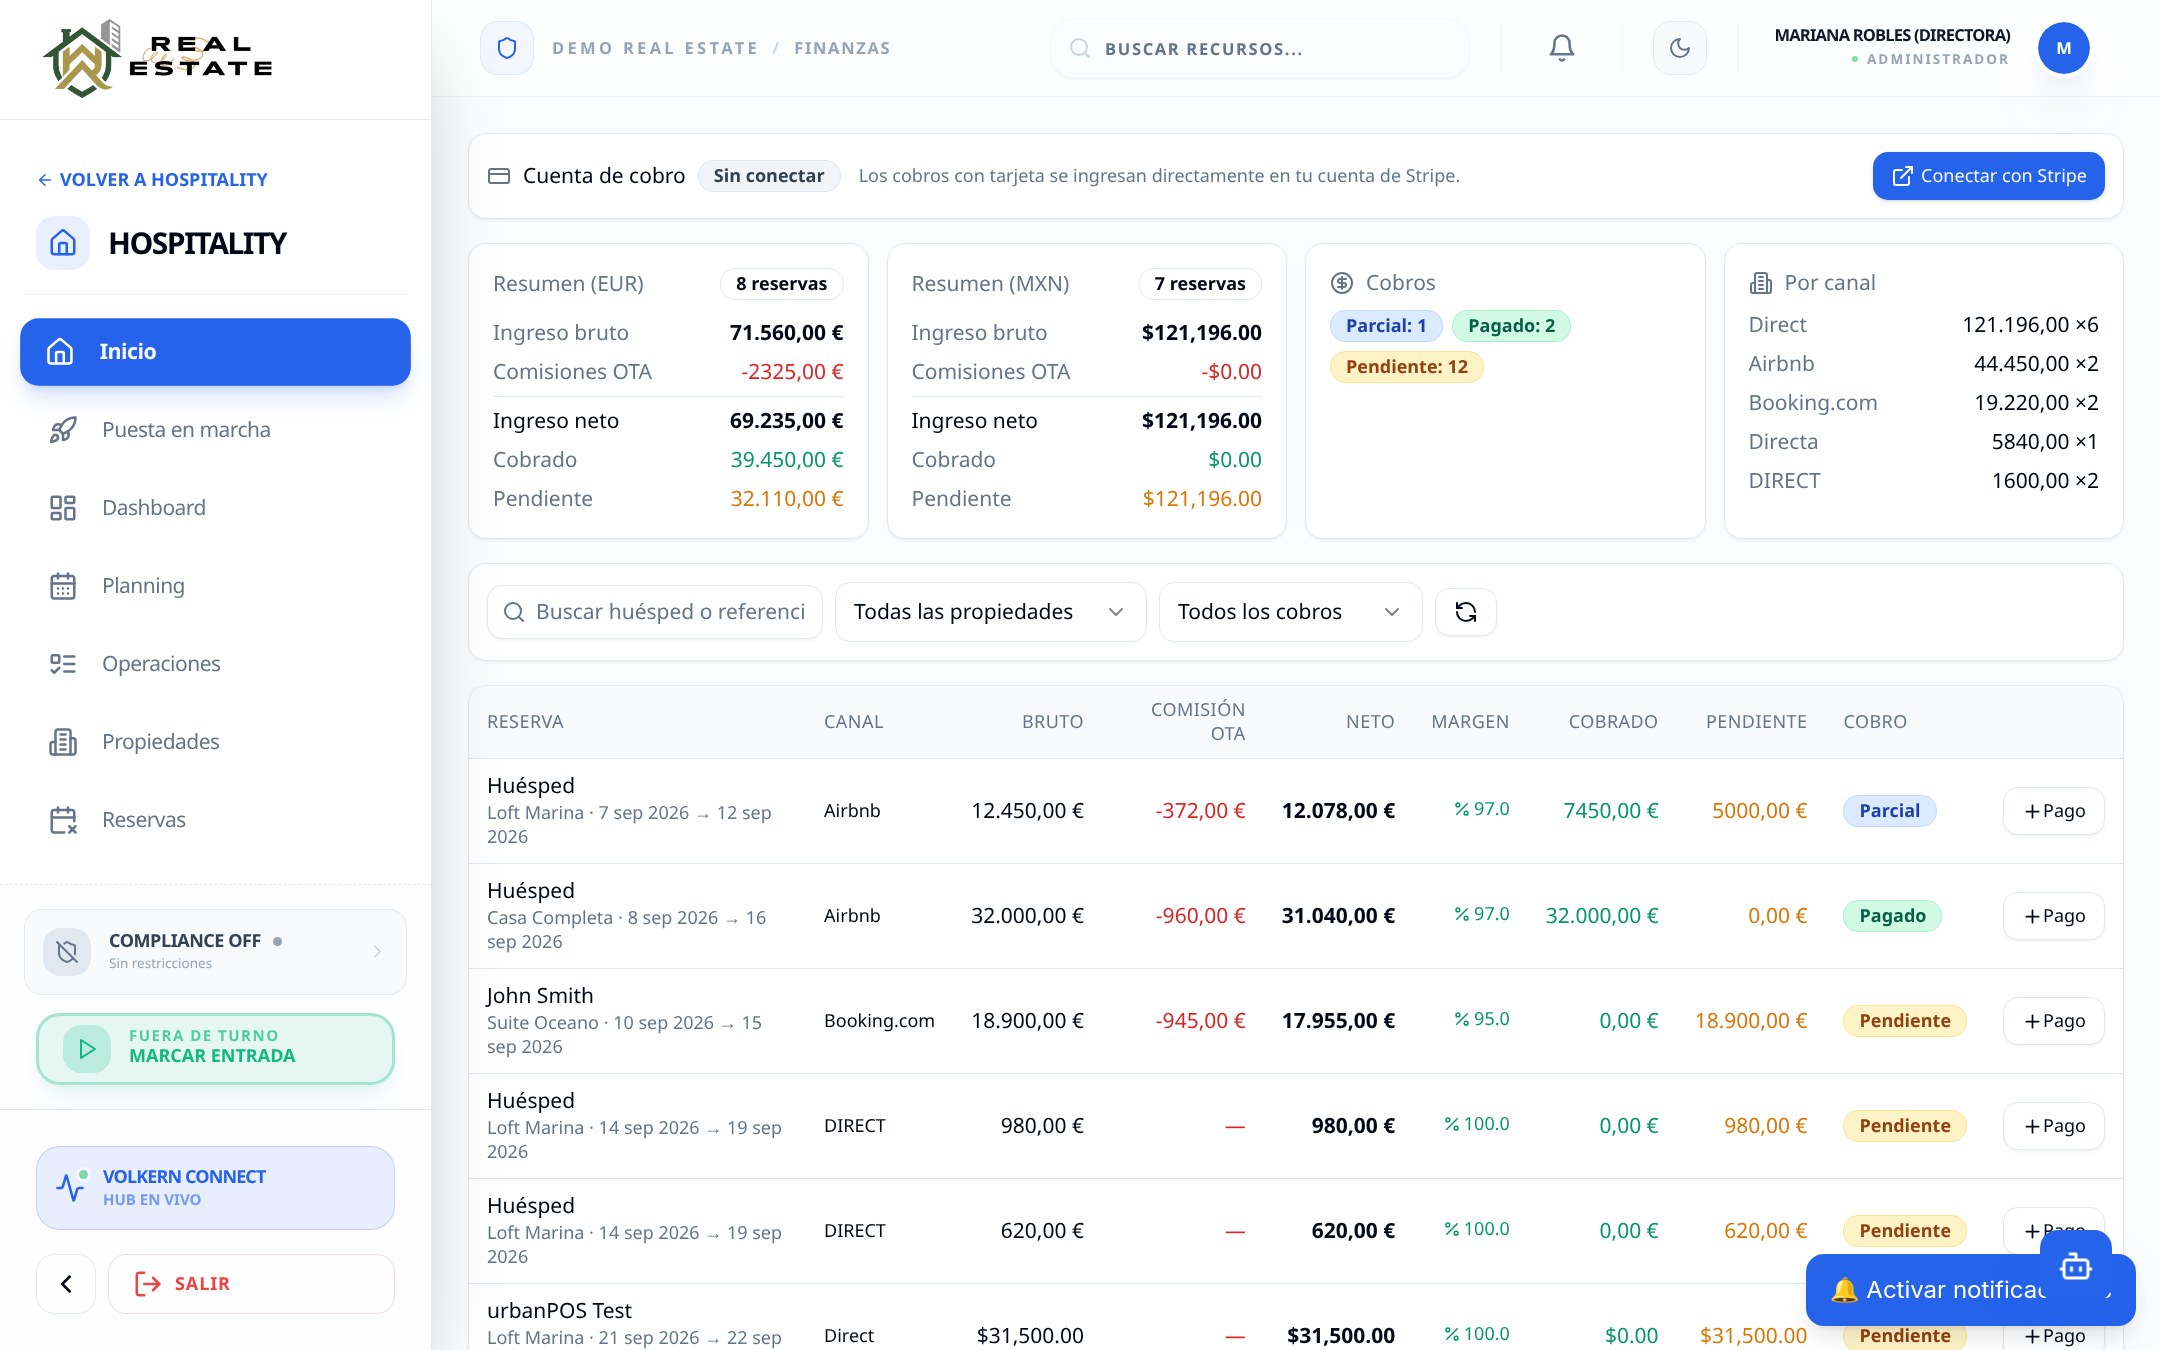 REAL
ESTATE
DEMO REAL ESTATE / FINANZAS
BUSCAR RECURSOS...
MARIANA ROBLES (DIRECTORA)
ADMINISTRADOR
M
← VOLVER A HOSPITALITY
HOSPITALITY
Inicio
Puesta en marcha
Dashboard
Planning
Operaciones
Propiedades
Reservas
COMPLIANCE OFF
Sin restricciones
FUERA DE TURNO
MARCAR ENTRADA
VOLKERN CONNECT
HUB EN VIVO
SALIR
Cuenta de cobro Sin conectar Los cobros con tarjeta se ingresan directamente en tu cuenta de Stripe. Conectar con Stripe
Resumen (EUR) 8 reservas
Ingreso bruto 71.560,00 €
Comisiones OTA -2325,00 €
Ingreso neto 69.235,00 €
Cobrado 39.450,00 €
Pendiente 32.110,00 €
Resumen (MXN) 7 reservas
Ingreso bruto $121,196.00
Comisiones OTA -$0.00
Ingreso neto $121,196.00
Cobrado $0.00
Pendiente $121,196.00
Cobros
Parcial: 1 Pagado: 2
Pendiente: 12
Por canal
Direct 121.196,00 ×6
Airbnb 44.450,00 ×2
Booking.com 19.220,00 ×2
Directa 5840,00 ×1
DIRECT 1600,00 ×2
Buscar huésped o referenci Todas las propiedades Todos los cobros
RESERVA CANAL BRUTO COMISIÓN OTA NETO MARGEN COBRADO PENDIENTE COBRO
Huésped
Loft Marina · 7 sep 2026 → 12 sep
2026
Airbnb 12.450,00 € -372,00 € 12.078,00 € % 97.0 7450,00 € 5000,00 € Parcial +Pago
Huésped
Casa Completa · 8 sep 2026 → 16
sep 2026
Airbnb 32.000,00 € -960,00 € 31.040,00 € % 97.0 32.000,00 € 0,00 € Pagado +Pago
John Smith
Suite Oceano · 10 sep 2026 → 15
sep 2026
Booking.com 18.900,00 € -945,00 € 17.955,00 € % 95.0 0,00 € 18.900,00 € Pendiente +Pago
Huésped
Loft Marina · 14 sep 2026 → 19 sep
2026
DIRECT 980,00 € — 980,00 € % 100.0 0,00 € 980,00 € Pendiente +Pago
Huésped
Loft Marina · 14 sep 2026 → 19 sep
2026
DIRECT 620,00 € — 620,00 € % 100.0 0,00 € 620,00 € Pendiente +Pago
urbanPOS Test
Loft Marina · 21 sep 2026 → 22 sep
Direct $31,500.00 — $31,500.00 % 100.0 $0.00 $31,500.00 Pendiente +Pago
🔔 Activar notifica